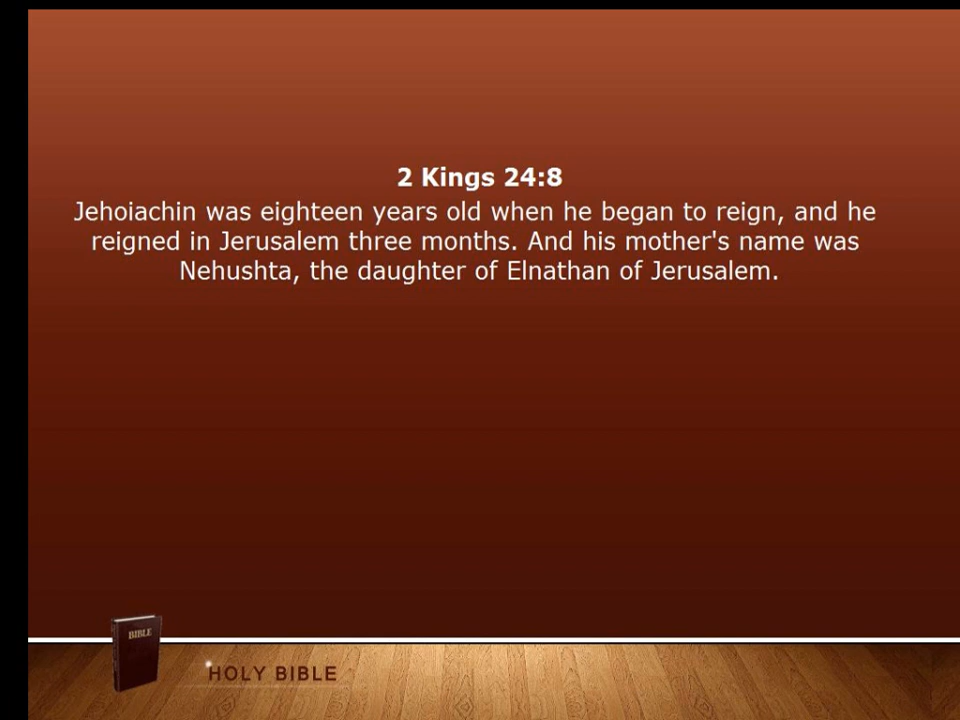 2 Kings 24:8
Jehoiachin was eighteen years old when he began to reign, and he
reigned in Jerusalem three months. And his mother's name was
Nehushta, the daughter of Elnathan of Jerusalem.
BIBLE
HOLY BIBLE